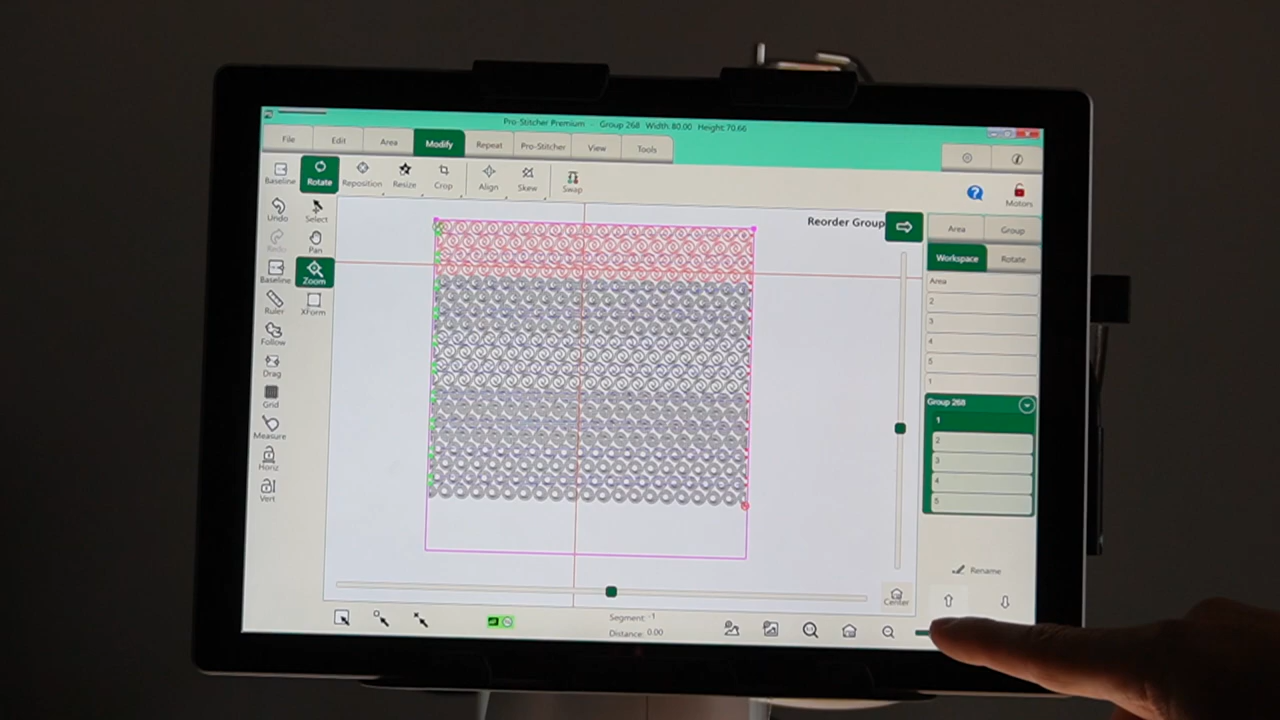 Pro-Stitcher Premium - Group 268 Width:80.00 Height:70.66
File Edit Area Modify Repeat Pro-Stitcher View Tools
Baseline Rotate Reposition Resize Crop Align Skew Swap Motors
Undo Select
Redo Pan
Baseline Zoom
Ruler XForm
Follow
Drag
Grid
Measure
Horiz
Vert
Reorder Group
Area Group
Workspace Rotate
Area
2
3
4
5
1
Group 268
1
2
3
4
5
Rename
Center
Segment: -1
Distance: 0.00